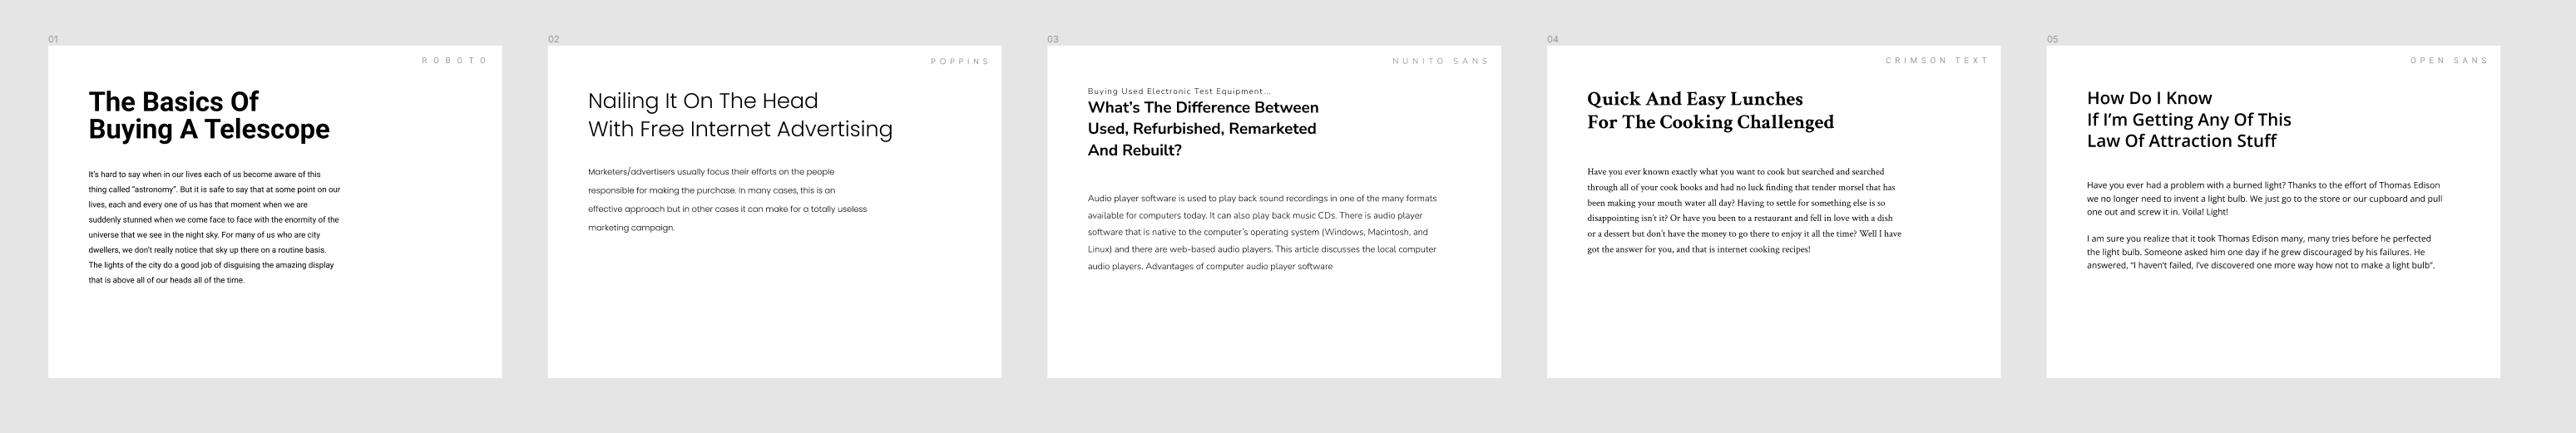 01
ROBOTO
The Basics Of
Buying A Telescope
It's hard to say when in our lives each of us become aware of this
thing called “astronomy”. But it is safe to say that at some point on our
lives, each and every one of us has that moment when we are
suddenly stunned when we come face to face with the enormity of the
universe that we see in the night sky. For many of us who are city
dwellers, we don't really notice that sky up there on a routine basis.
The lights of the city do a good job of disguising the amazing display
that is above all of our heads all of the time.
02
POPPINS
Nailing It On The Head
With Free Internet Advertising
Marketers/advertisers usually focus their efforts on the people
responsible for making the purchase. In many cases, this is an
effective approach but in other cases it can make for a totally useless
marketing campaign.
03
NUNITO SANS
Buying Used Electronic Test Equipment...
What's The Difference Between
Used, Refurbished, Remarketed
And Rebuilt?
Audio player software is used to play back sound recordings in one of the many formats
available for computers today. It can also play back music CDs. There is audio player
software that is native to the computer's operating system (Windows, Macintosh, and
Linux) and there are web-based audio players. This article discusses the local computer
audio players. Advantages of computer audio player software
04
CRIMSON TEXT
Quick And Easy Lunches
For The Cooking Challenged
Have you ever known exactly what you want to cook but searched and searched
through all of your cook books and had no luck finding that tender morsel that has
been making your mouth water all day? Having to settle for something else is so
disappointing isn't it? Or have you been to a restaurant and fell in love with a dish
or a dessert but don't have the money to go there to enjoy it all the time? Well I have
got the answer for you, and that is internet cooking recipes!
05
OPEN SANS
How Do I Know
If I'm Getting Any Of This
Law Of Attraction Stuff
Have you ever had a problem with a burned light? Thanks to the effort of Thomas Edison
we no longer need to invent a light bulb. We just go to the store or our cupboard and pull
one out and screw it in. Voila! Light!
I am sure you realize that it took Thomas Edison many, many tries before he perfected
the light bulb. Someone asked him one day if he grew discouraged by his failures. He
answered, “I haven't failed, I've discovered one more way how not to make a light bulb”.